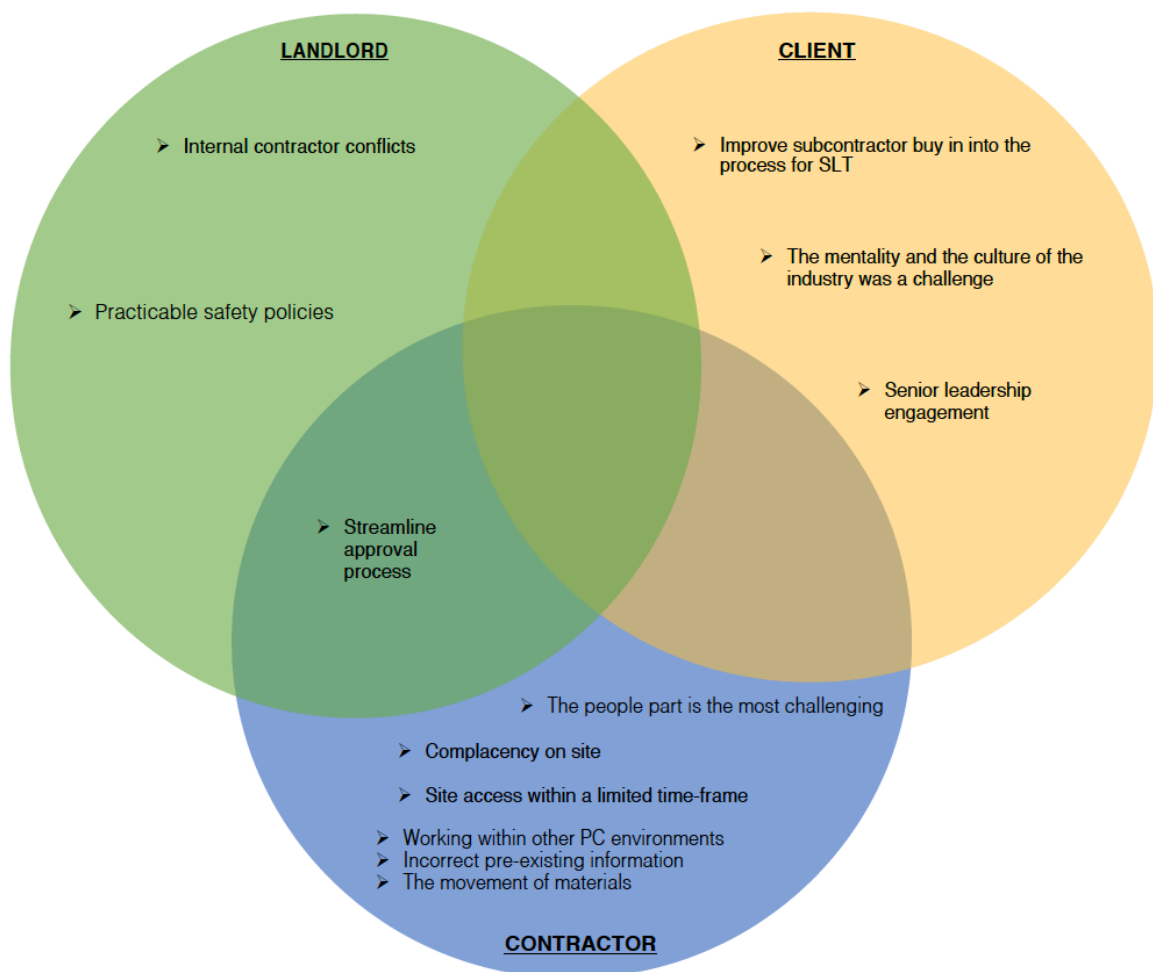 LANDLORD
➢ Internal contractor conflicts
➢ Practicable safety policies
CLIENT
➢ Improve subcontractor buy in into the
process for SLT
➢ The mentality and the culture of the
industry was a challenge
➢ Senior leadership
engagement
➢ Streamline
approval
process
➢ The people part is the most challenging
➢ Complacency on site
➢ Site access within a limited time-frame
➢ Working within other PC environments
➢ Incorrect pre-existing information
➢ The movement of materials
CONTRACTOR